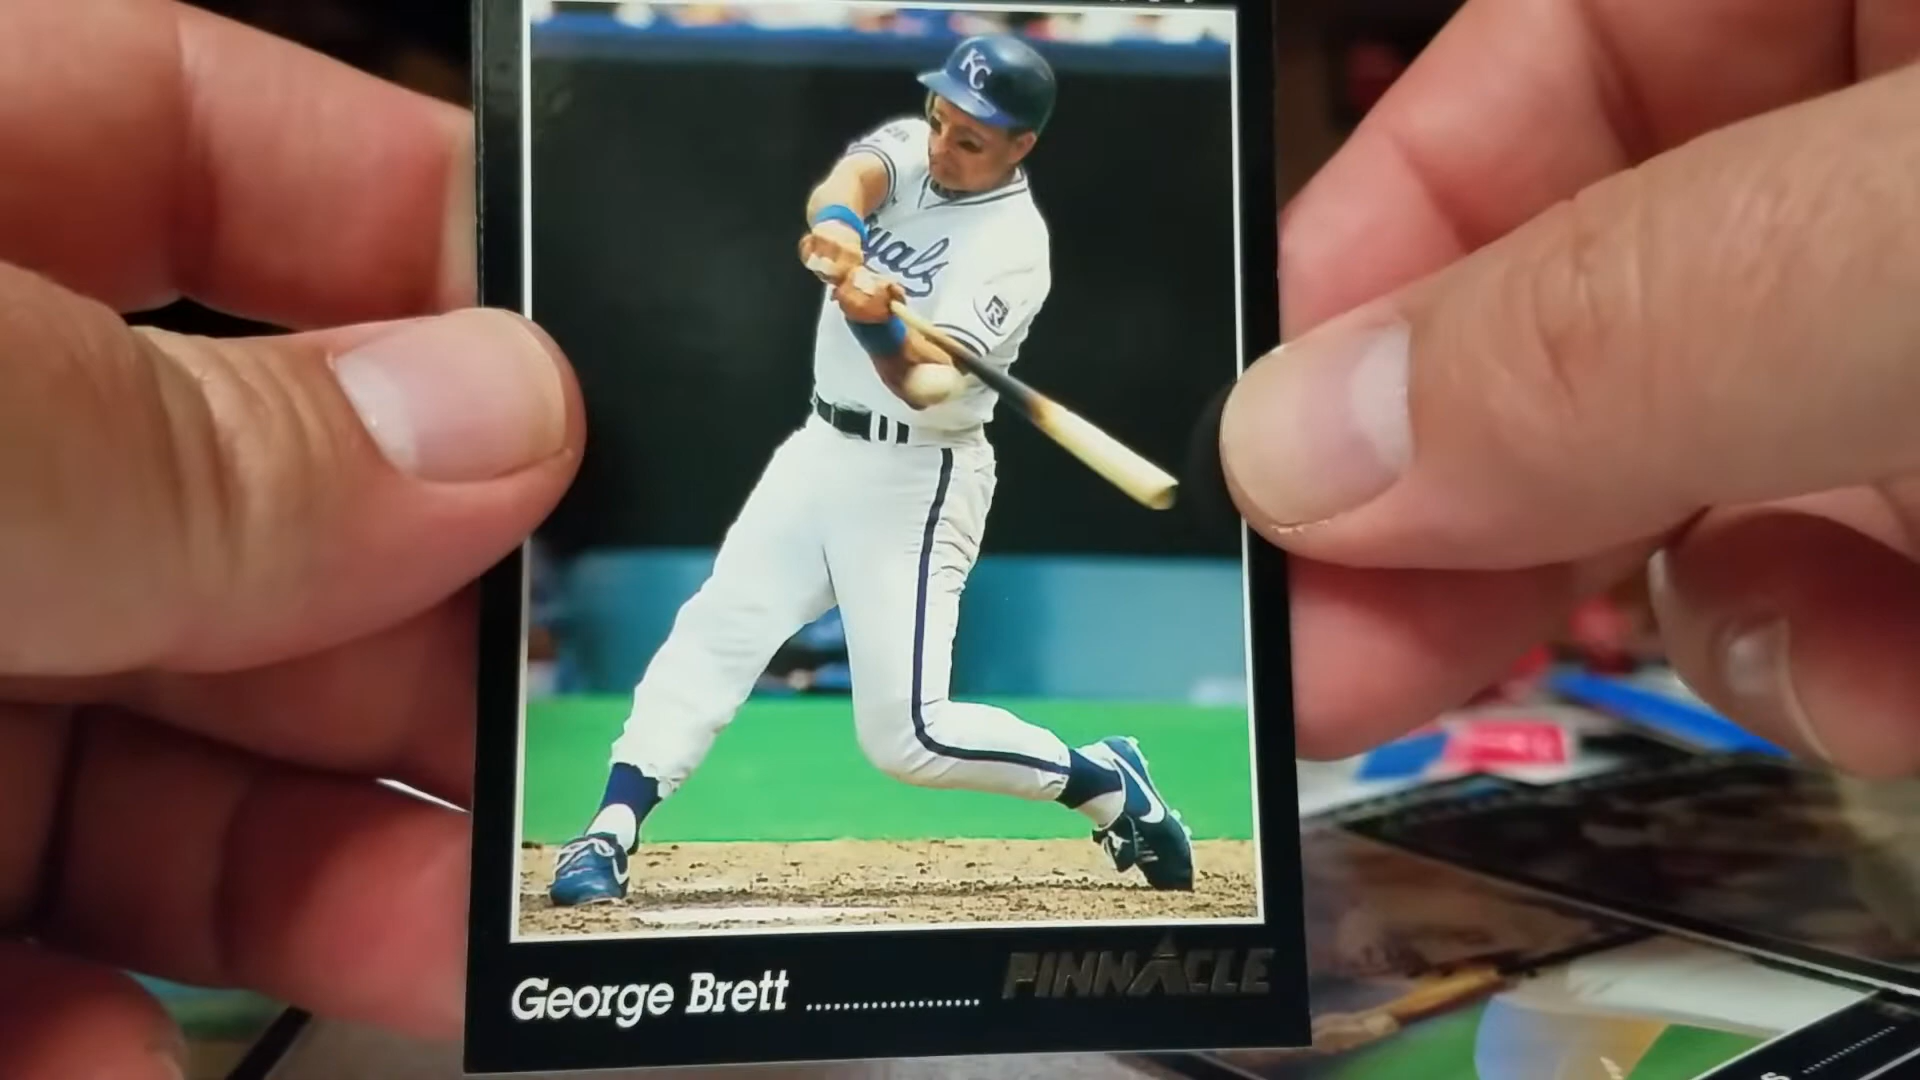 KC
yals
R
George Brett ...................
PINNACLE